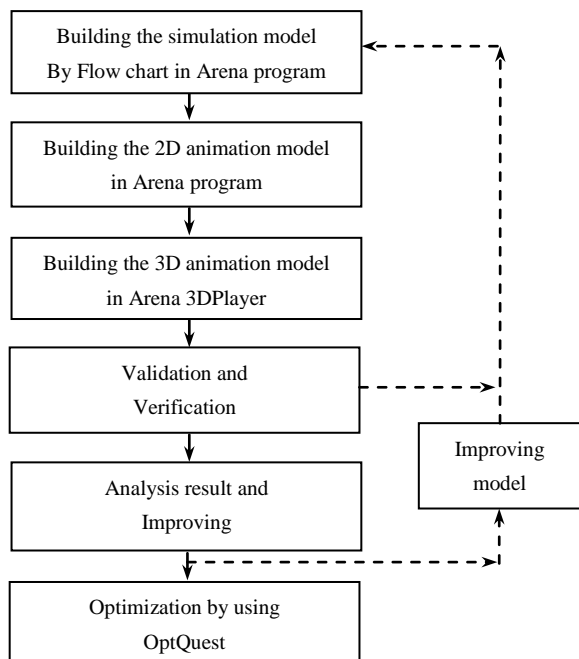 Building the simulation model
By Flow chart in Arena program
Building the 2D animation model
in Arena program
Building the 3D animation model
in Arena 3DPlayer
Validation and
Verification
Improving
model
Analysis result and
Improving
Optimization by using
OptQuest